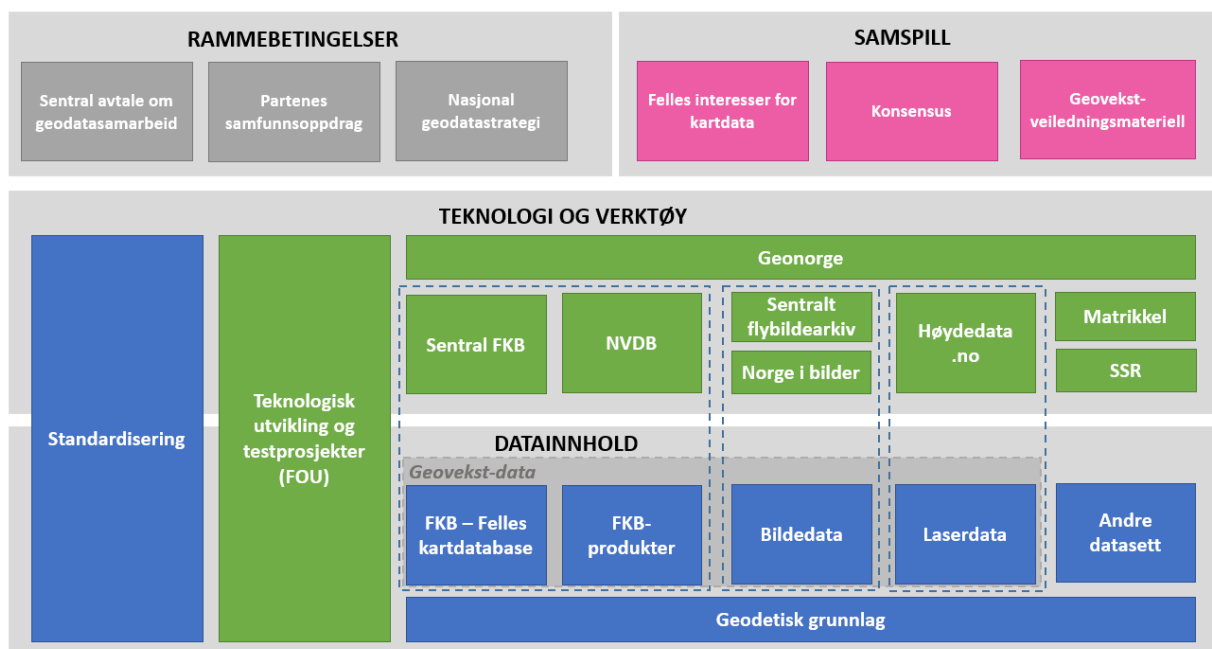 RAMMEBETINGELSER
Sentral avtale om
geodatasamarbeid
Partenes
samfunnsoppdrag
Nasjonal
geodatastrategi
SAMSPILL
Felles interesser for
kartdata
Konsensus
Geovekst-
veiledningsmateriell
TEKNOLOGI OG VERKTØY
Standardisering
Teknologisk
utvikling og
testprosjekter
(FOU)
Geonorge
Sentral FKB
NVDB
Sentralt
flybildearkiv
Norge i bilder
Høydedata
.no
Matrikkel
SSR
DATAINNHOLD
Geovekst-data
FKB – Felles
kartdatabase
FKB-
produkter
Bildedata
Laserdata
Andre
datasett
Geodetisk grunnlag